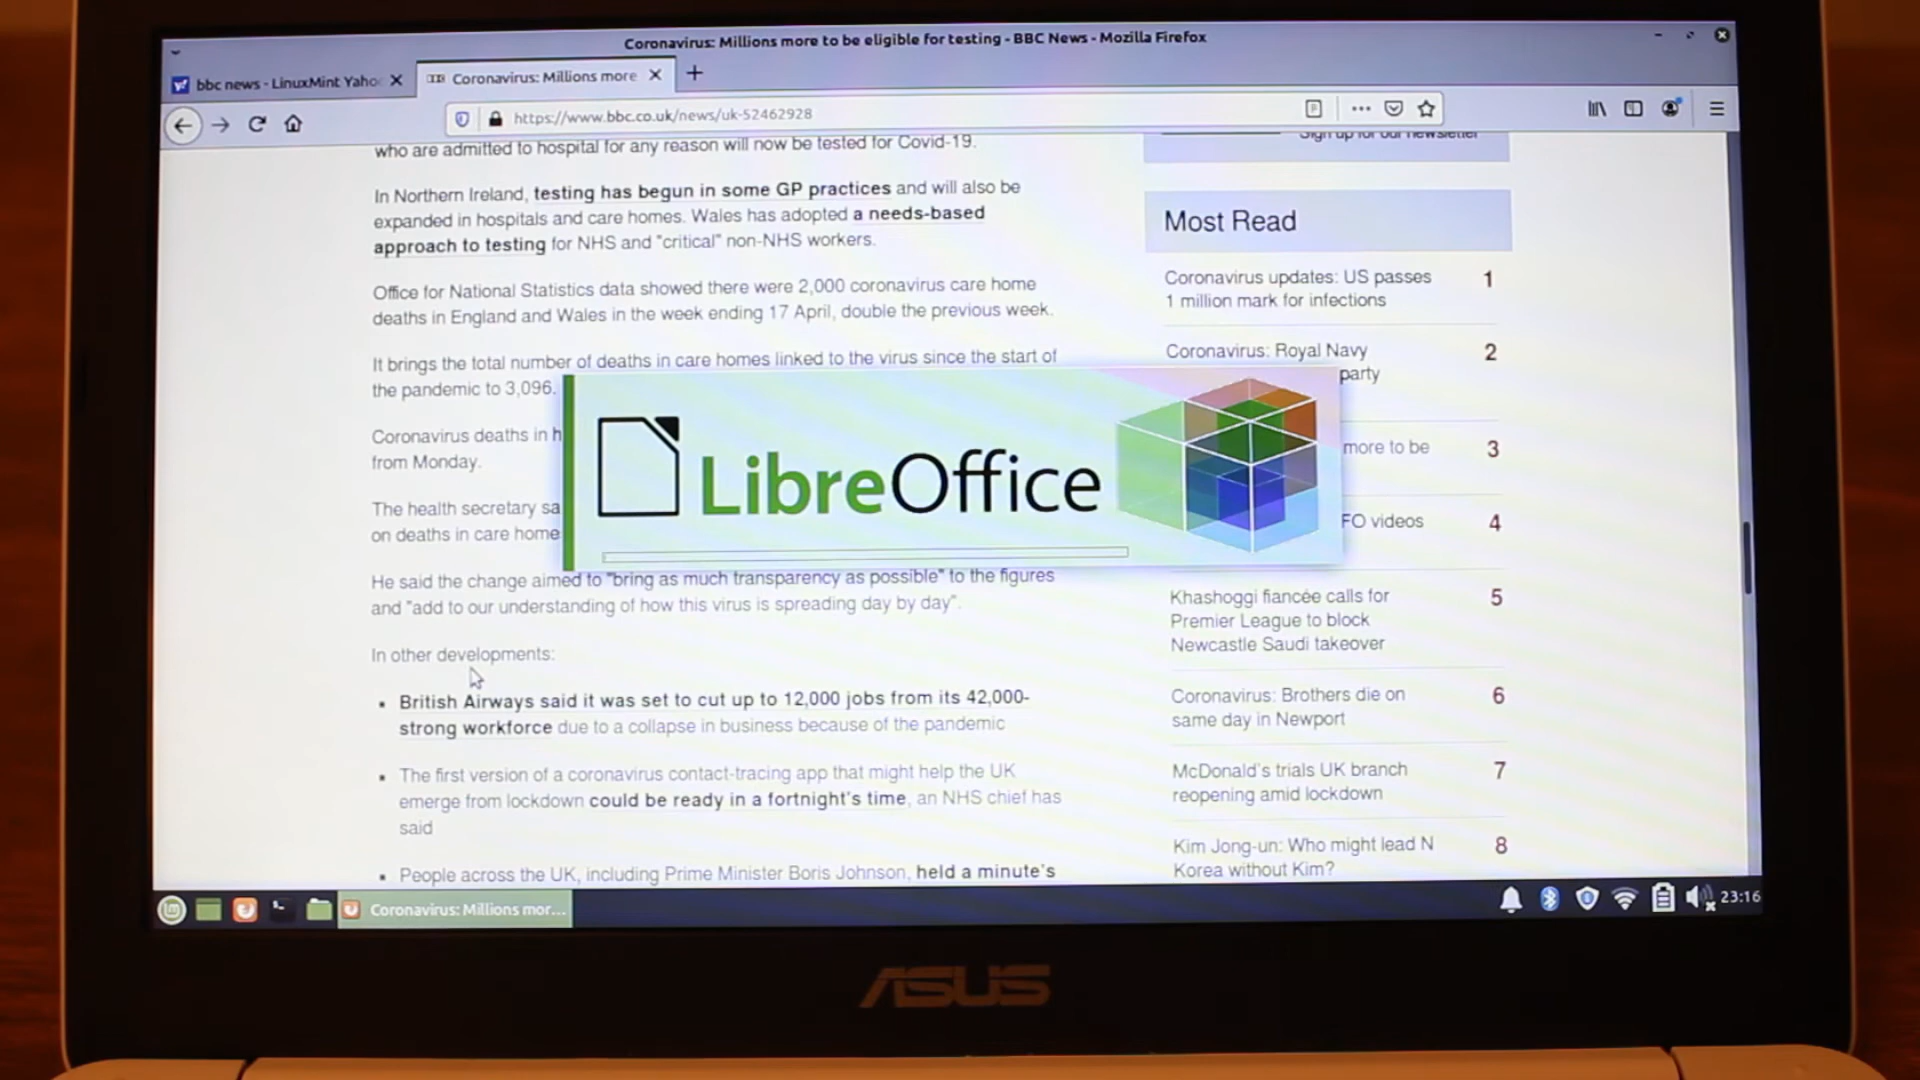 Coronavirus: Millions more to be eligible for testing - BBC News - Mozilla Firefox
bbc news - LinuxMint Yaho
Coronavirus: Millions more
https://www.bbc.co.uk/news/uk-52462928
who are admitted to hospital for any reason will now be tested for Covid-19.
In Northern Ireland, testing has begun in some GP practices and will also be
expanded in hospitals and care homes. Wales has adopted a needs-based
approach to testing for NHS and "critical" non-NHS workers.
Office for National Statistics data showed there were 2,000 coronavirus care home
deaths in England and Wales in the week ending 17 April, double the previous week.
It brings the total number of deaths in care homes linked to the virus since the start of
the pandemic to 3,096.
Coronavirus deaths in h
from Monday.
The health secretary sa
on deaths in care home
He said the change aimed to "bring as much transparency as possible" to the figures
and "add to our understanding of how this virus is spreading day by day".
In other developments:
British Airways said it was set to cut up to 12,000 jobs from its 42,000-
strong workforce due to a collapse in business because of the pandemic
The first version of a coronavirus contact-tracing app that might help the UK
emerge from lockdown could be ready in a fortnight's time, an NHS chief has
said
People across the UK, including Prime Minister Boris Johnson, held a minute's
LibreOffice
Sign up for our newsletter
Most Read
Coronavirus updates: US passes 1
1 million mark for infections
Coronavirus: Royal Navy 2
party
more to be 3
FO videos 4
Khashoggi fiancée calls for 5
Premier League to block
Newcastle Saudi takeover
Coronavirus: Brothers die on 6
same day in Newport
McDonald's trials UK branch 7
reopening amid lockdown
Kim Jong-un: Who might lead N 8
Korea without Kim?
Coronavirus: Millions mor...
23:16
ASUS